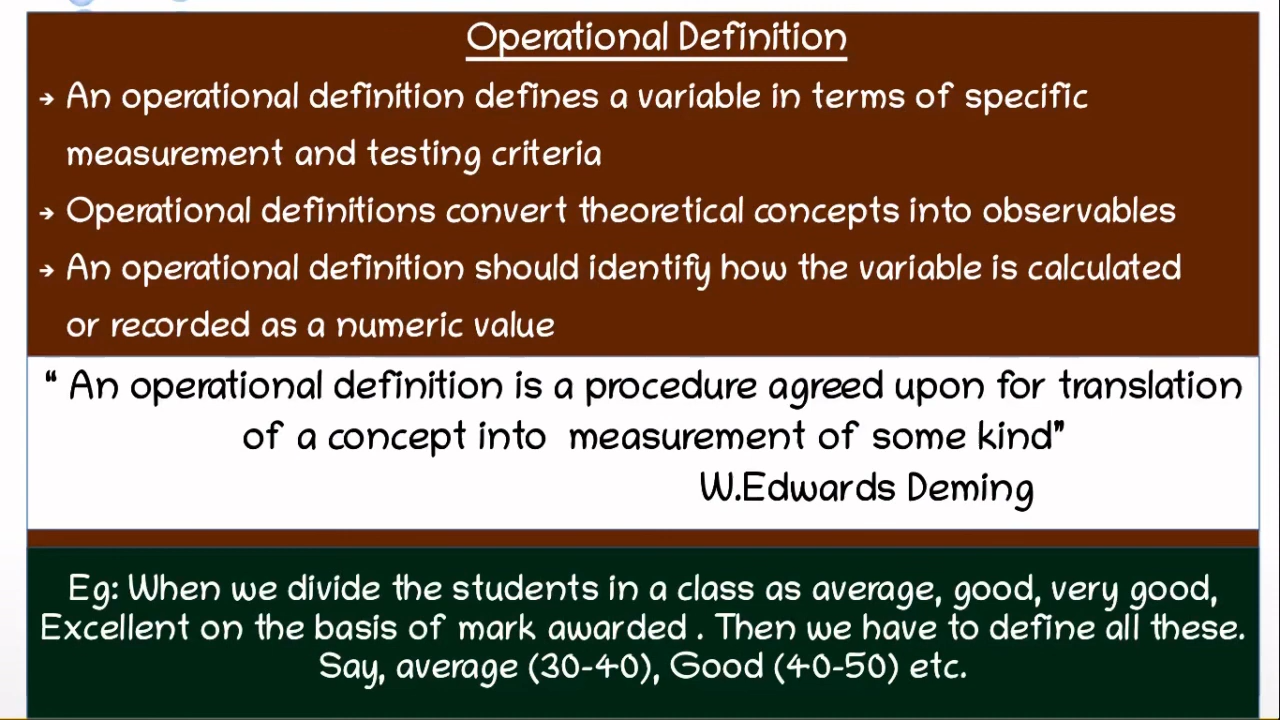 Operational Definition
→ An operational definition defines a variable in terms of specific
measurement and testing criteria
→ Operational definitions convert theoretical concepts into observables
→ An operational definition should identify how the variable is calculated
or recorded as a numeric value
“ An operational definition is a procedure agreed upon for translation
of a concept into measurement of some kind”
W.Edwards Deming
Eg: When we divide the students in a class as average, good, very good,
Excellent on the basis of mark awarded . Then we have to define all these.
Say, average (30-40), Good (40-50) etc.